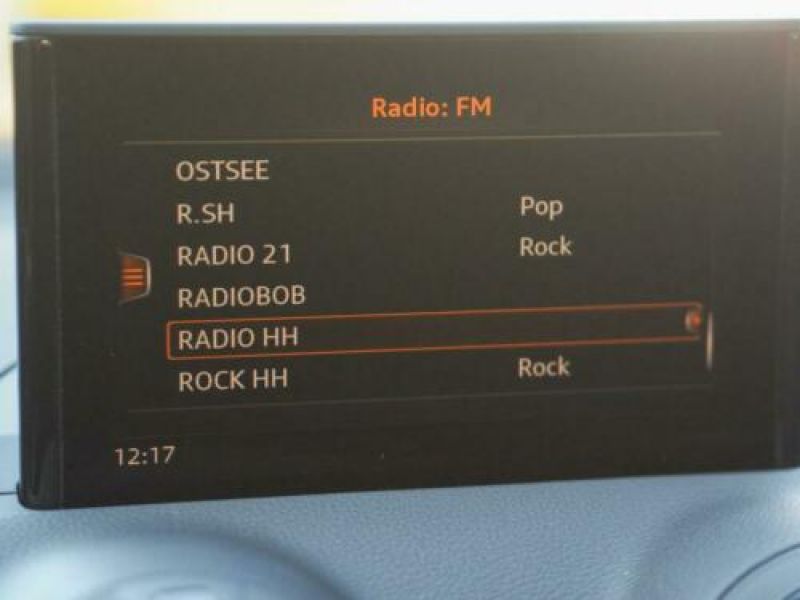 Radio: FM
OSTSEE
R.SH Pop
RADIO 21 Rock
RADIOBOB
RADIO HH
ROCK HH Rock
12:17